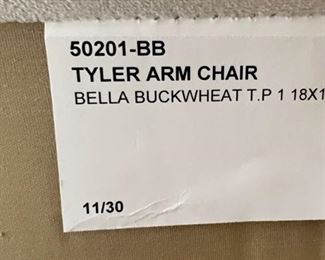 50201-BB
TYLER ARM CHAIR
BELLA BUCKWHEAT T.P 1 18X1
11/30